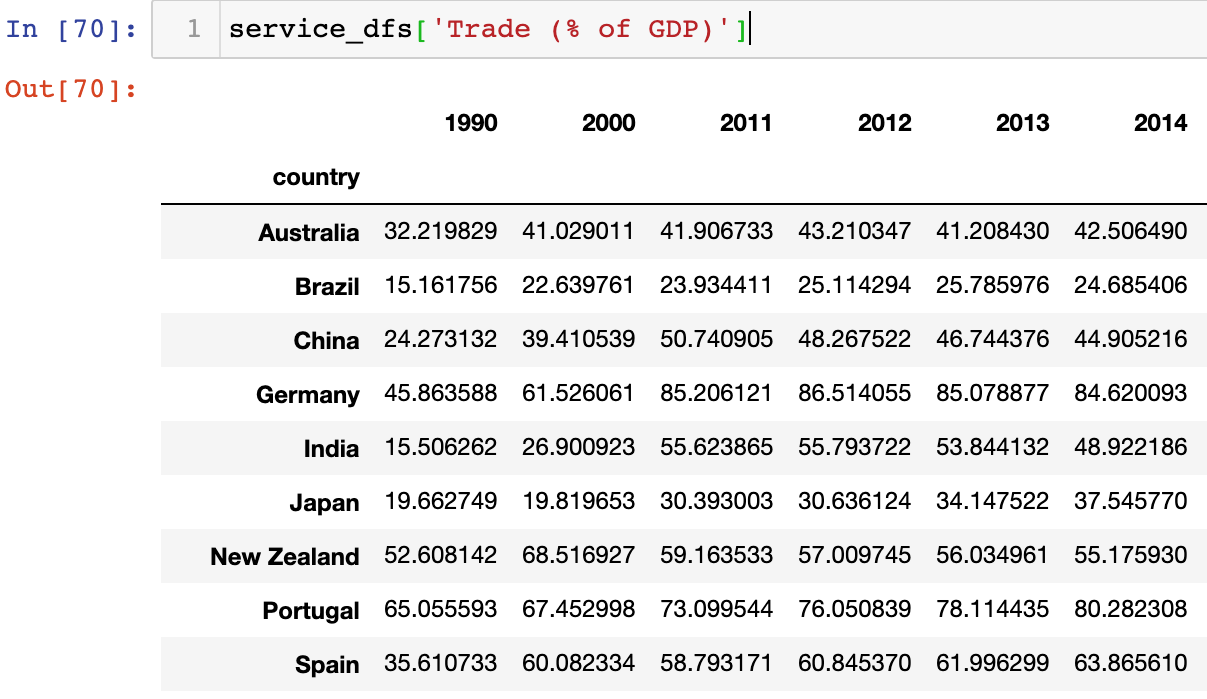 In [70]: 1 service_dfs['Trade (% of GDP)']
Out[70]:
1990 2000 2011 2012 2013 2014
country
Australia 32.219829 41.029011 41.906733 43.210347 41.208430 42.506490
Brazil 15.161756 22.639761 23.934411 25.114294 25.785976 24.685406
China 24.273132 39.410539 50.740905 48.267522 46.744376 44.905216
Germany 45.863588 61.526061 85.206121 86.514055 85.078877 84.620093
India 15.506262 26.900923 55.623865 55.793722 53.844132 48.922186
Japan 19.662749 19.819653 30.393003 30.636124 34.147522 37.545770
New Zealand 52.608142 68.516927 59.163533 57.009745 56.034961 55.175930
Portugal 65.055593 67.452998 73.099544 76.050839 78.114435 80.282308
Spain 35.610733 60.082334 58.793171 60.845370 61.996299 63.865610